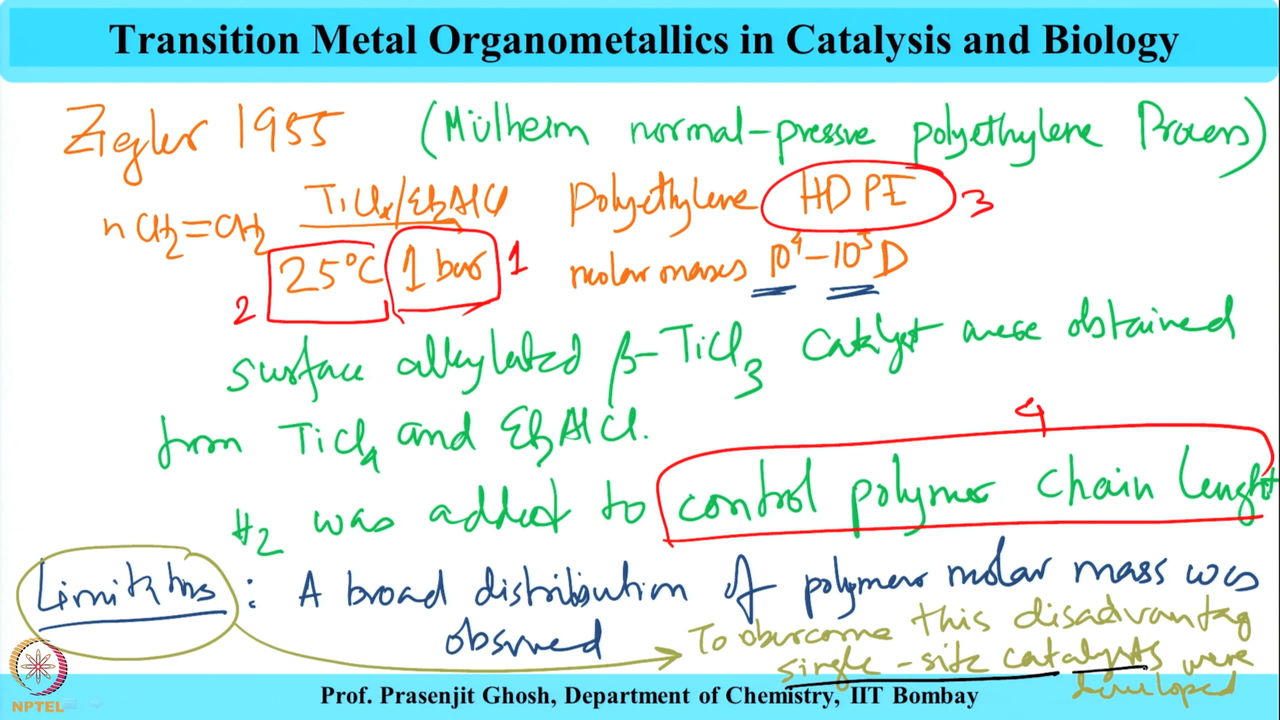 Transition Metal Organometallics in Catalysis and Biology
Ziegler 1955 (Mülheim normal-pressure polyethylene Process)
nCH2=CH2 TiCl4/Et2AlCl Polyethylene HDPE 3
2 25°C 1 bar 1 molar masses 10^4-10^5 D
surface alkylated β-TiCl3 catalyst were obtained
from TiCl4 and Et2AlCl.
4
H2 was added to control polymer chain lenght
Limitations : A broad distribution of polymer molar mass was
observed
To overcome this disadvantag
single-site catalysts were
developed
NPTEL
Prof. Prasenjit Ghosh, Department of Chemistry, IIT Bombay